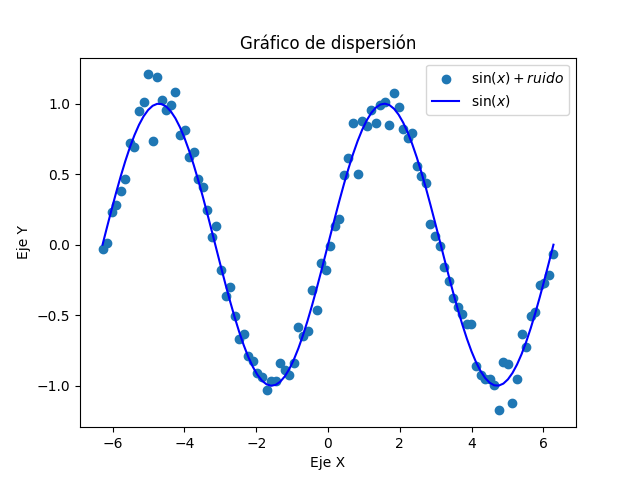 Gráfico de dispersión
sin(x) + ruido
sin(x)
Eje Y
1.0
0.5
0.0
−0.5
−1.0
−6 −4 −2 0 2 4 6
Eje X